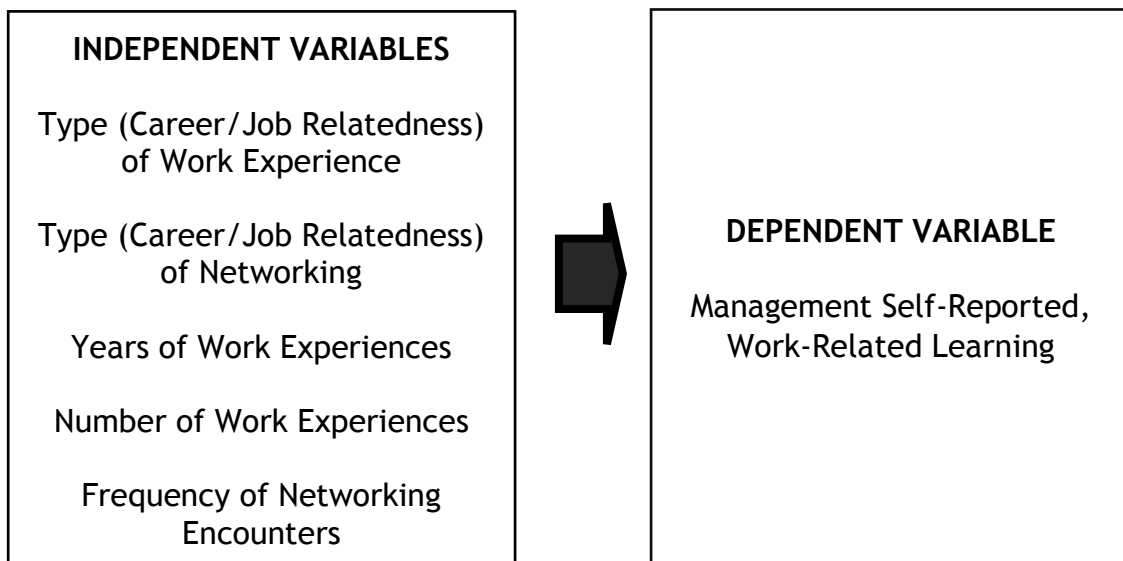 INDEPENDENT VARIABLES
Type (Career/Job Relatedness)
of Work Experience
Type (Career/Job Relatedness)
of Networking
Years of Work Experiences
Number of Work Experiences
Frequency of Networking
Encounters
DEPENDENT VARIABLE
Management Self-Reported,
Work-Related Learning